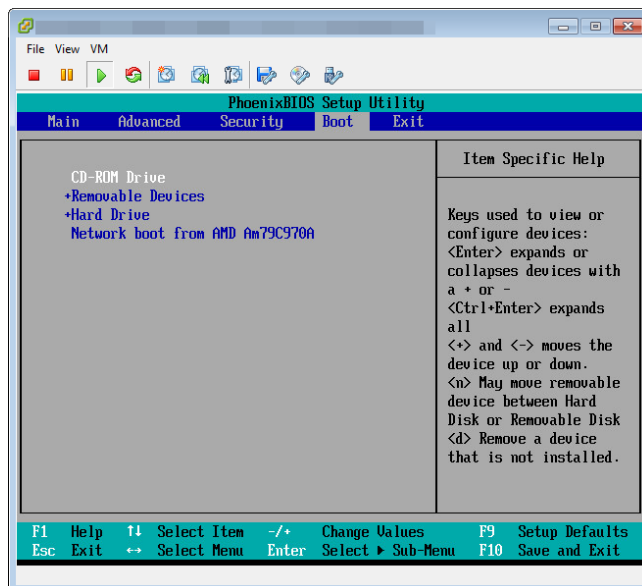 File View VM
PhoenixBIOS Setup Utility
Main Advanced Security Boot Exit
CD-ROM Drive
+Removable Devices
+Hard Drive
Network boot from AMD Am79C970A
Item Specific Help
Keys used to view or
configure devices:
<Enter> expands or
collapses devices with
a + or -
<Ctrl+Enter> expands
all
<+> and <-> moves the
device up or down.
<n> May move removable
device between Hard
Disk or Removable Disk
<d> Remove a device
that is not installed.
F1 Help ↑↓ Select Item -/+ Change Values F9 Setup Defaults
Esc Exit ↔ Select Menu Enter Select ▶ Sub-Menu F10 Save and Exit